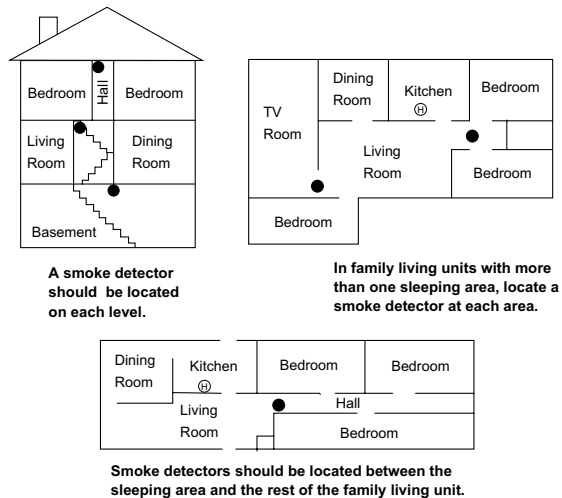 Bedroom
Hall
Bedroom
Living
Room
Dining
Room
Basement
A smoke detector
should be located
on each level.
Dining
Room
Kitchen
H
Bedroom
TV
Room
Living
Room
Bedroom
Bedroom
In family living units with more
than one sleeping area, locate a
smoke detector at each area.
Dining
Room
Kitchen
H
Bedroom
Bedroom
Living
Room
Hall
Bedroom
Smoke detectors should be located between the
sleeping area and the rest of the family living unit.